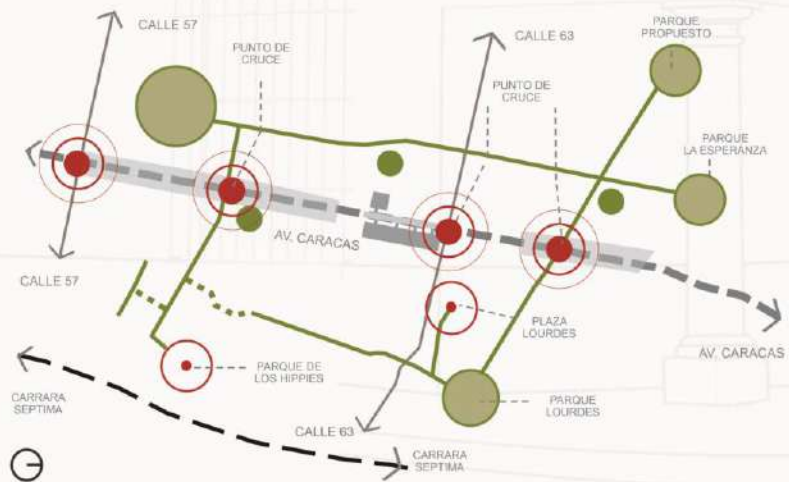 CALLE 57
PUNTO DE
CRUCE
CALLE 63
PUNTO DE
CRUCE
PARQUE
PROPUESTO
PARQUE
LA ESPERANZA
AV. CARACAS
CALLE 57
PLAZA
LOURDES
AV. CARACAS
PARQUE DE
LOS HIPPIES
CARRARA
SEPTIMA
PARQUE
LOURDES
CALLE 63
CARRARA
SEPTIMA